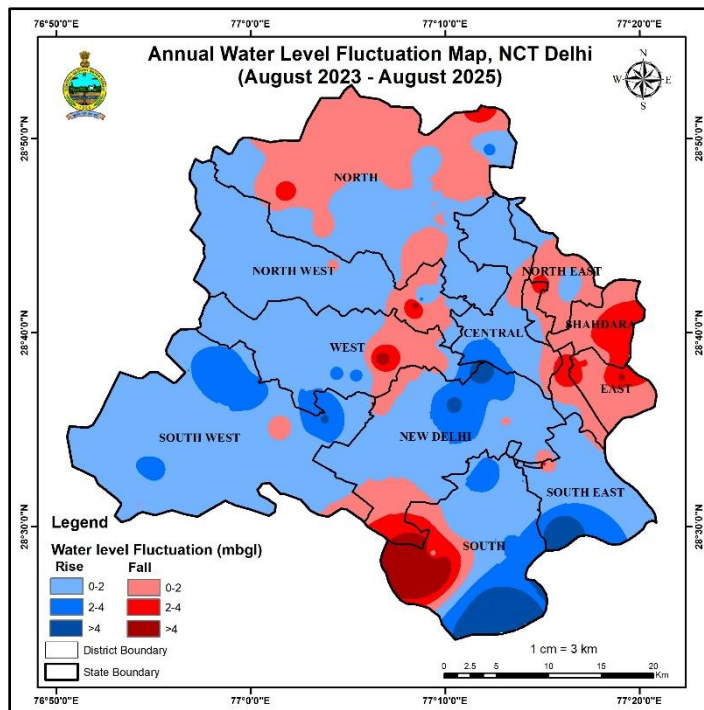 76°50'0"E 77°0'0"E 77°10'0"E 77°20'0"E
Annual Water Level Fluctuation Map, NCT Delhi
(August 2023 - August 2025)
N
W E
S
28°50'0"N 28°50'0"N
NORTH
NORTH WEST
NORTH EAST
28°40'0"N 28°40'0"N
CENTRAL
SHAHDARA
WEST
EAST
SOUTH WEST
NEW DELHI
SOUTH EAST
28°30'0"N 28°30'0"N
SOUTH
Legend
Water level Fluctuation (mbgl)
Rise Fall
0-2 0-2
2-4 2-4
>4 >4
District Boundary
State Boundary
1 cm = 3 km
0 2.5 5 10 15 20
Km
76°50'0"E 77°0'0"E 77°10'0"E 77°20'0"E